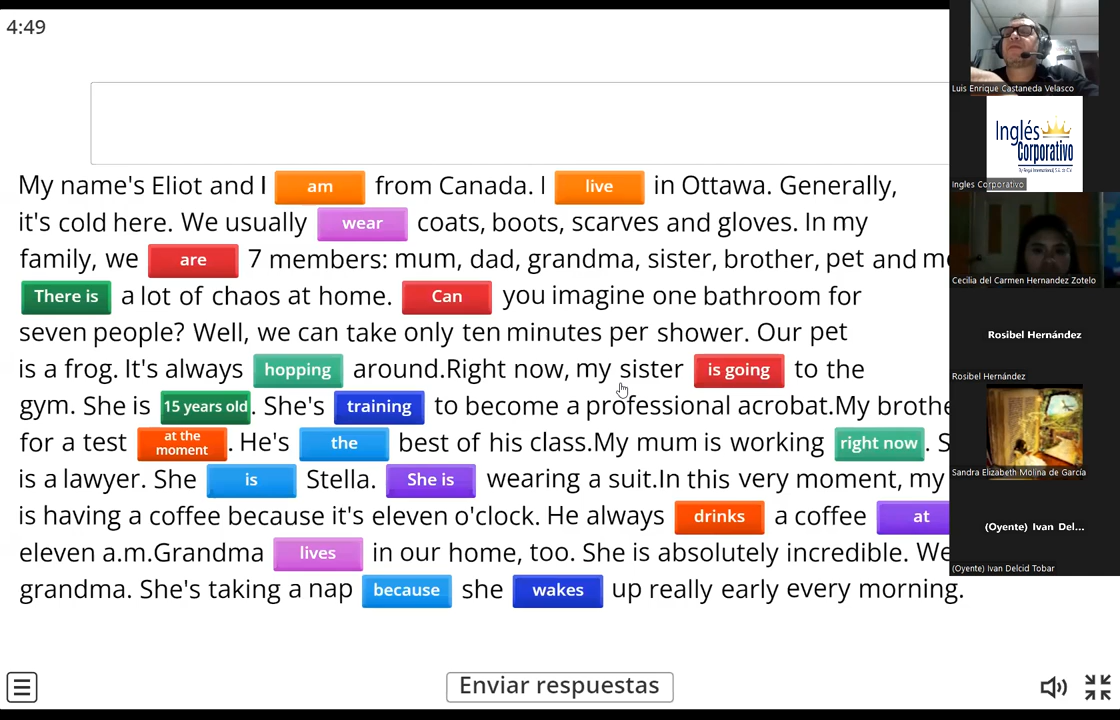 4:49
My name's Eliot and I am from Canada. I live in Ottawa. Generally,
it's cold here. We usually wear coats, boots, scarves and gloves. In my
family, we are 7 members: mum, dad, grandma, sister, brother, pet and
There is a lot of chaos at home. Can you imagine one bathroom for
seven people? Well, we can take only ten minutes per shower. Our pet
is a frog. It's always hopping around.Right now, my sister is going to the
gym. She is 15 years old. She's training to become a professional acrobat.My
for a test at the moment. He's the best of his class.My mum is working right now.
is a lawyer. She is Stella. She is wearing a suit.In this very moment, my
is having a coffee because it's eleven o'clock. He always drinks a coffee at
eleven a.m.Grandma lives in our home, too. She is absolutely incredible. We
grandma. She's taking a nap because she wakes up really early every morning.
Enviar respuestas
Luis Enrique Castaneda Velasco
Inglés
Corporativo
Ingles Corporativo
Cecilia del Carmen Hernandez Zotelo
Rosibel Hernández
Rosibel Hernández
Sandra Elizabeth Molina de García
(Oyente) Ivan Del...
(Oyente) Ivan Delcid Tobar